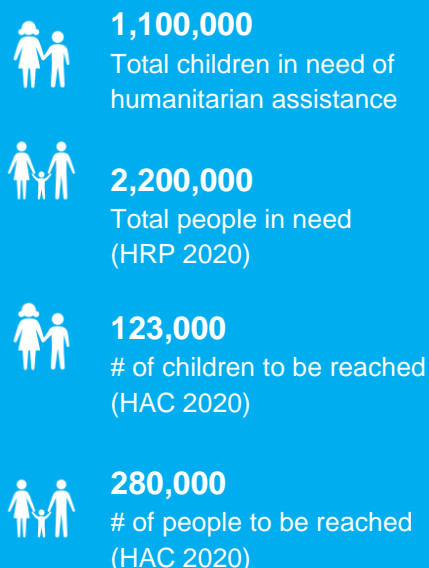 1,100,000
Total children in need of
humanitarian assistance
2,200,000
Total people in need
(HRP 2020)
123,000
# of children to be reached
(HAC 2020)
280,000
# of people to be reached
(HAC 2020)